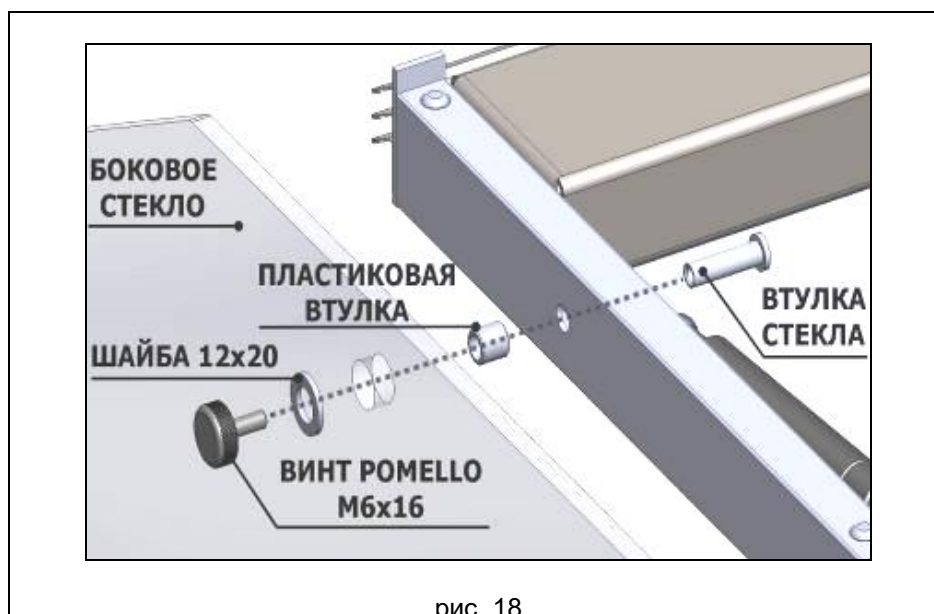 БОКОВОЕ
СТЕКЛО
ПЛАСТИКОВАЯ
ВТУЛКА
ВТУЛКА
СТЕКЛА
ШАЙБА 12x20
ВИНТ POMELLO
M6x16
рис. 18